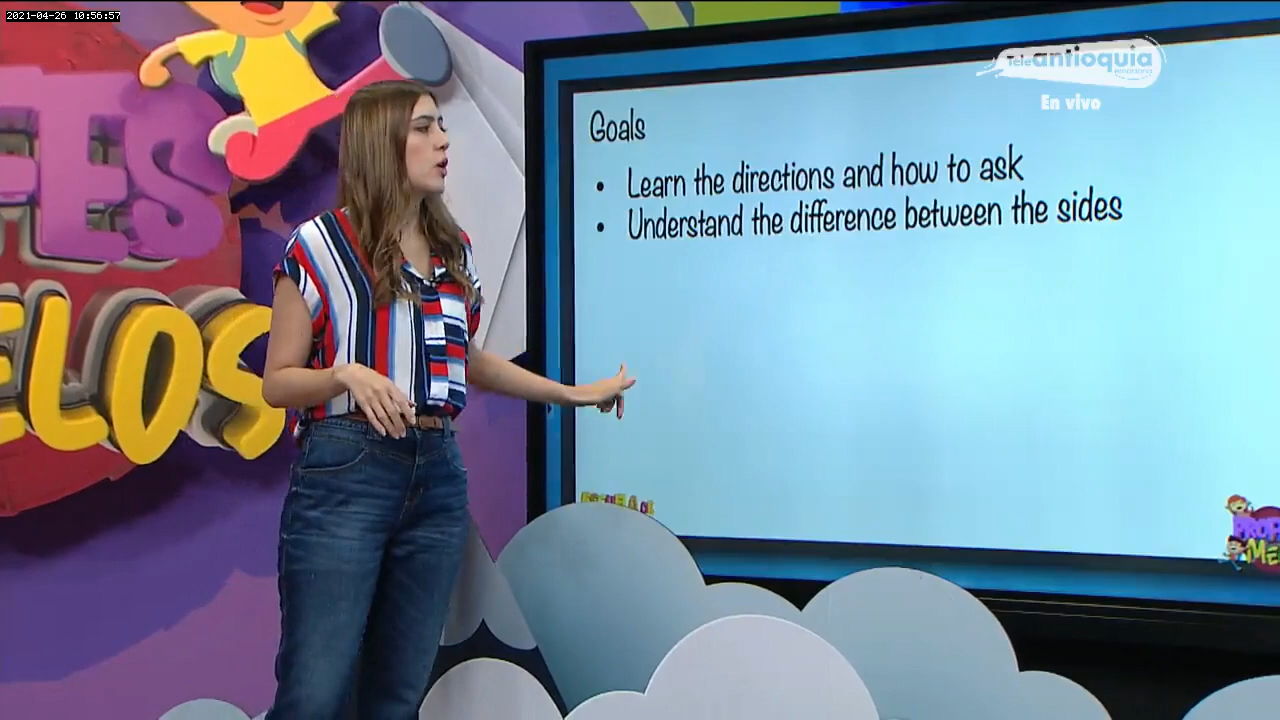 2021-04-26 10:56:57
Teleantioquia
En vivo
Goals
• Learn the directions and how to ask
• Understand the difference between the sides